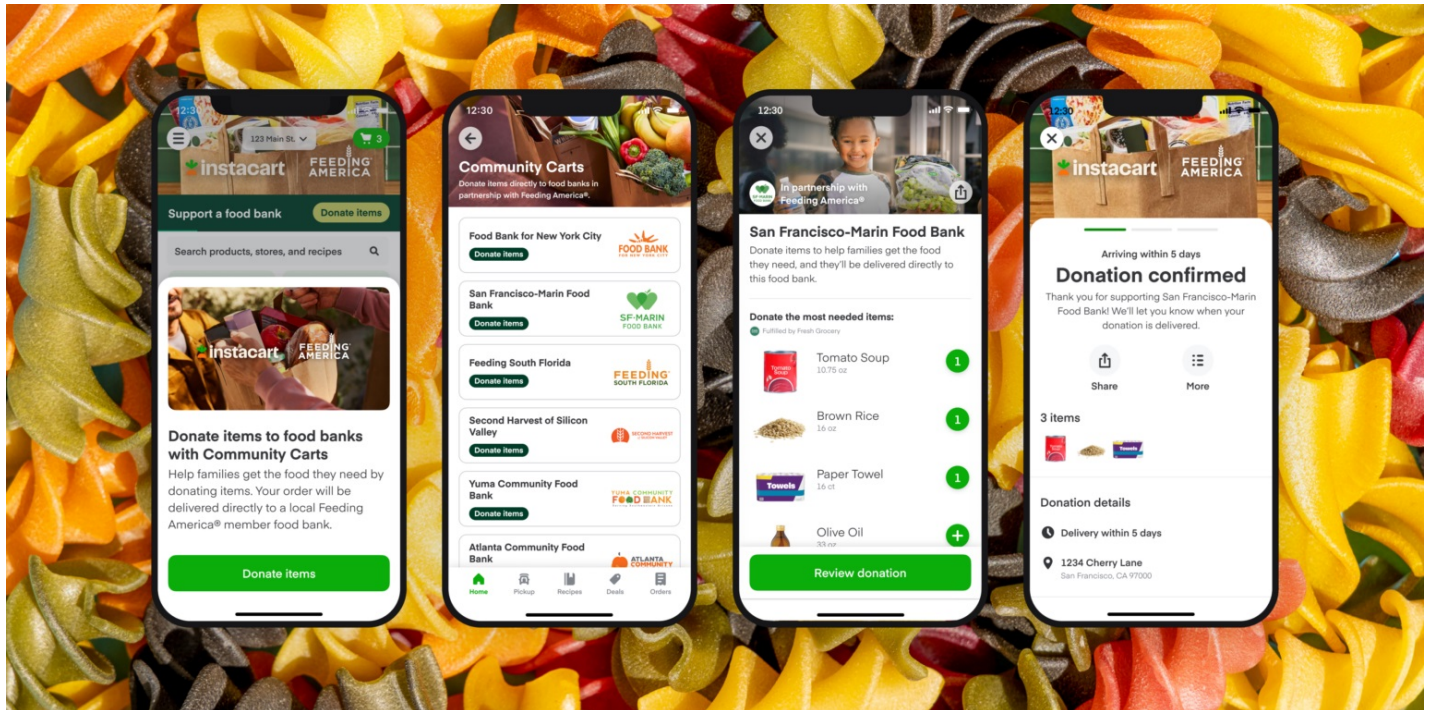 12:30
123 Main St.
3
instacart
FEEDING
AMERICA
Support a food bank
Donate items
Search products, stores, and recipes
instacart
FEEDING
AMERICA
Donate items to food banks
with Community Carts
Help families get the food they need by
donating items. Your order will be
delivered directly to a local Feeding
America® member food bank.
Donate items
12:30
Community Carts
Donate items directly to food banks in
partnership with Feeding America®.
Food Bank for New York City
Donate items
FOOD BANK
FOR NEW YORK CITY
San Francisco-Marin Food
Bank
Donate items
SF-MARIN
FOOD BANK
Feeding South Florida
Donate items
FEEDING
SOUTH FLORIDA
Second Harvest of Silicon
Valley
Donate items
SECOND HARVEST
Yuma Community Food
Bank
Donate items
YUMA COMMUNITY
FOOD BANK
Atlanta Community Food
Bank
ATLANTA
COMMUNITY
Home
Pickup
Recipes
Deals
Orders
12:30
SF-MARIN
FOOD BANK
In partnership with
Feeding America®
San Francisco-Marin Food Bank
Donate items to help families get the food
they need, and they’ll be delivered directly to
this food bank.
Donate the most needed items:
Fulfilled by Fresh Grocery
Tomato
Soup
Tomato Soup
10.75 oz
1
Brown Rice
16 oz
1
Towels
Paper Towel
16 ct
1
Olive Oil
33 oz
+
Review donation
12:30
instacart
FEEDING
AMERICA
Arriving within 5 days
Donation confirmed
Thank you for supporting San Francisco-Marin
Food Bank! We’ll let you know when your
donation is delivered.
Share
More
3 items
Towels
Donation details
Delivery within 5 days
1234 Cherry Lane
San Francisco, CA 97000